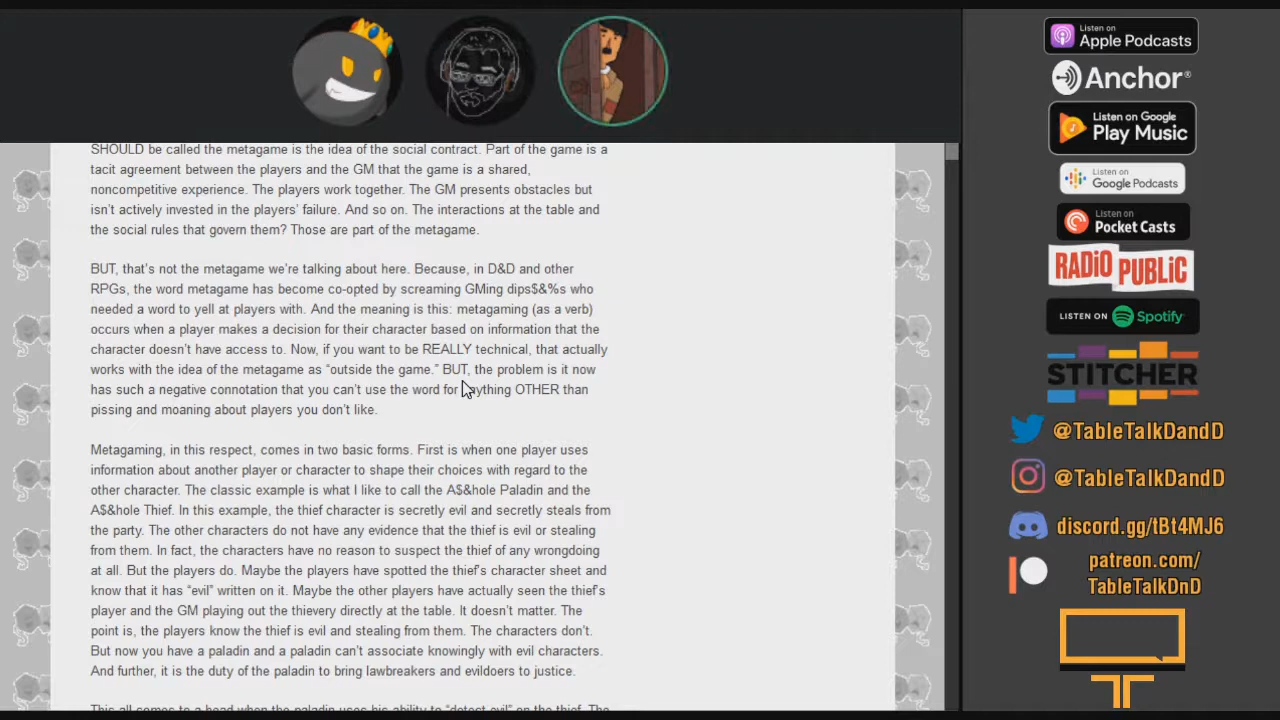 SHOULD be called the metagame is the idea of the social contract. Part of the game is a
tacit agreement between the players and the GM that the game is a shared,
noncompetitive experience. The players work together. The GM presents obstacles but
isn't actively invested in the players' failure. And so on. The interactions at the table and
the social rules that govern them? Those are part of the metagame.
BUT, that's not the metagame we're talking about here. Because, in D&D and other
RPGs, the word metagame has become co-opted by screaming GMing dips$&%s who
needed a word to yell at players with. And the meaning is this: metagaming (as a verb)
occurs when a player makes a decision for their character based on information that the
character doesn't have access to. Now, if you want to be REALLY technical, that actually
works with the idea of the metagame as “outside the game.” BUT, the problem is it now
has such a negative connotation that you can't use the word for anything OTHER than
pissing and moaning about players you don't like.
Metagaming, in this respect, comes in two basic forms. First is when one player uses
information about another player or character to shape their choices with regard to the
other character. The classic example is what I like to call the A$&hole Paladin and the
A$&hole Thief. In this example, the thief character is secretly evil and secretly steals from
the party. The other characters do not have any evidence that the thief is evil or stealing
from them. In fact, the characters have no reason to suspect the thief of any wrongdoing
at all. But the players do. Maybe the players have spotted the thief's character sheet and
know that it has “evil” written on it. Maybe the other players have actually seen the thief's
player and the GM playing out the thievery directly at the table. It doesn't matter. The
point is, the players know the thief is evil and stealing from them. The characters don't.
But now you have a paladin and a paladin can't associate knowingly with evil characters.
And further, it is the duty of the paladin to bring lawbreakers and evildoers to justice.
This all comes to a head when the paladin uses his ability to “detect evil” on the thief. The
Listen on
Apple Podcasts
Anchor®
Listen on Google
Play Music
Listen on
Google Podcasts
Listen on
Pocket Casts
RADIO PUBLIC
LISTEN ON Spotify
STITCHER
@TableTalkDandD
@TableTalkDandD
discord.gg/tBt4MJ6
patreon.com/
TableTalkDnD